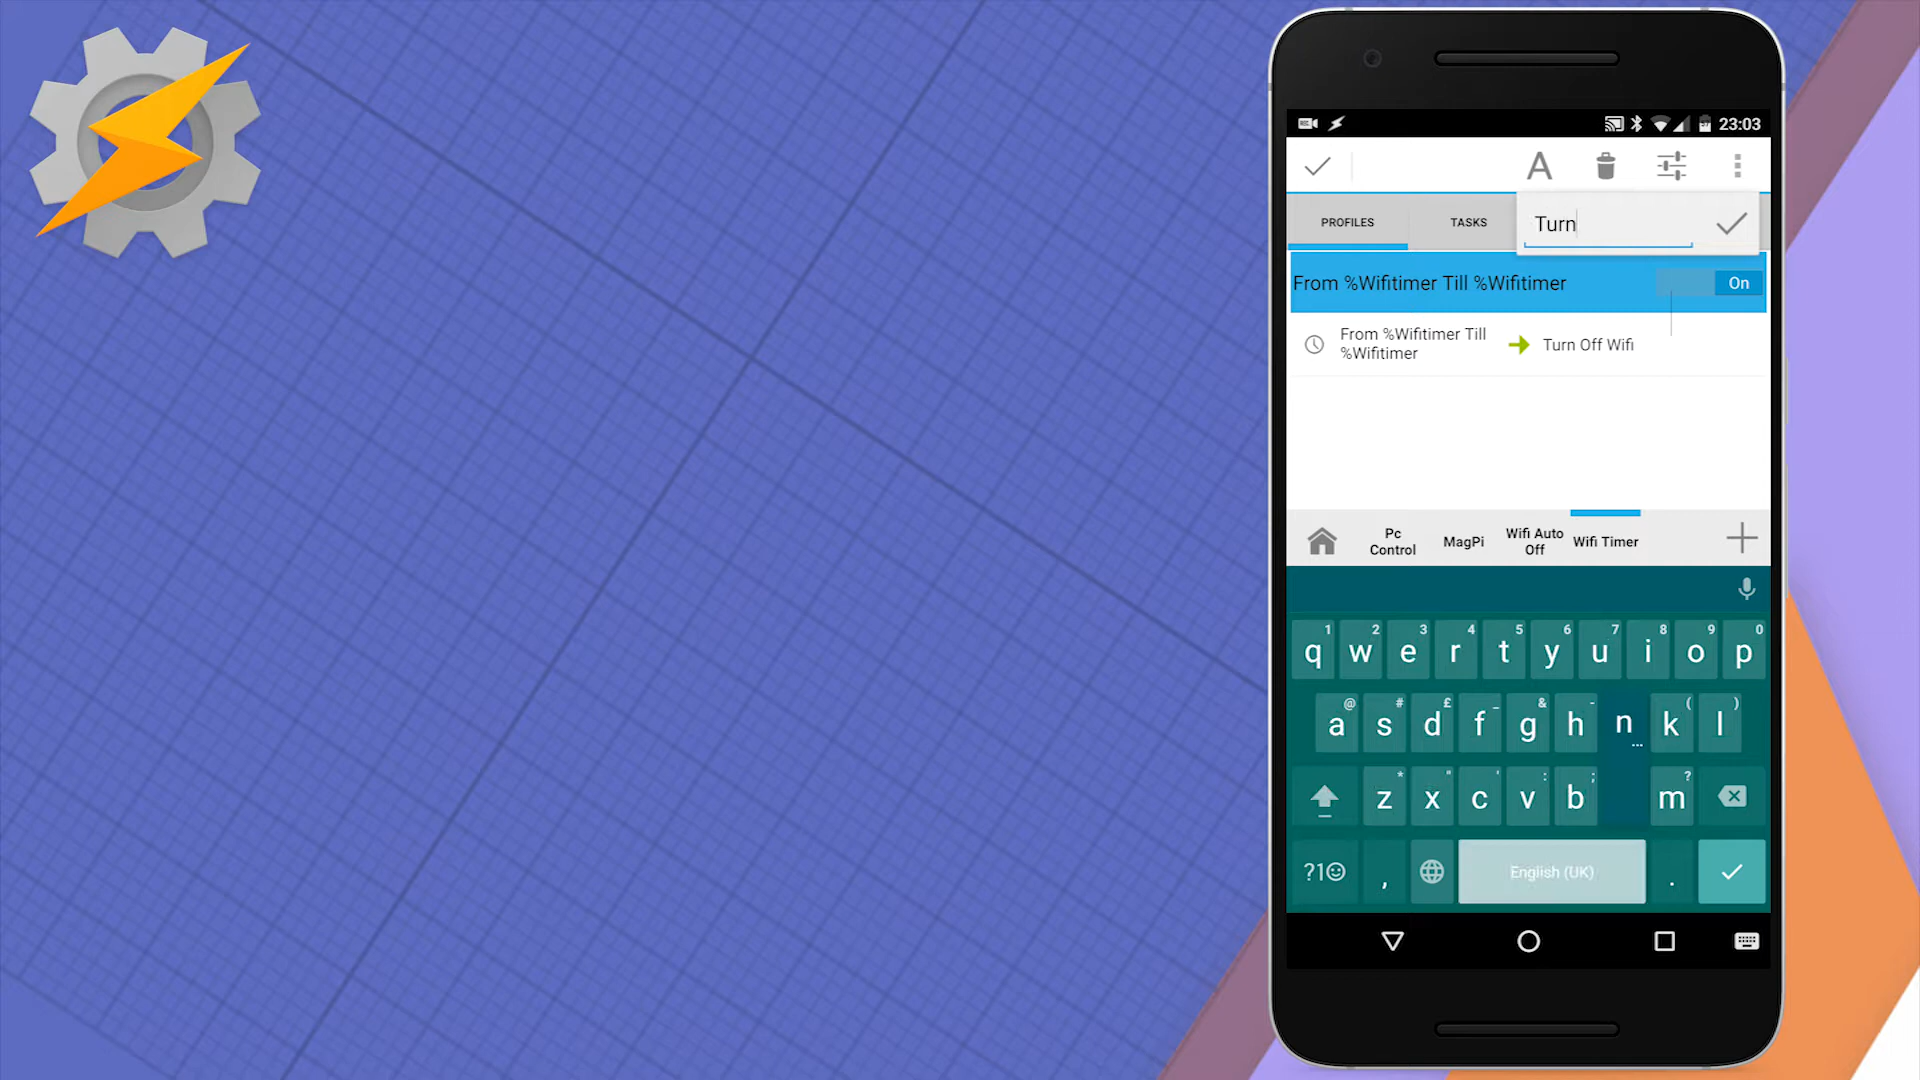 23:03
A
PROFILES
TASKS
Turn
From %Wifitimer Till %Wifitimer
On
From %Wifitimer Till
%Wifitimer
Turn Off Wifi
Pc
Control
MagPi
Wifi Auto
Off
Wifi Timer
1 2 3 4 5 6 7 8 9 0
q w e r t y u i o p
@ # £ _ & - ( )
a s d f g h n k l
...
* " ' : ; ?
z x c v b m
?1☺ , English (UK) .